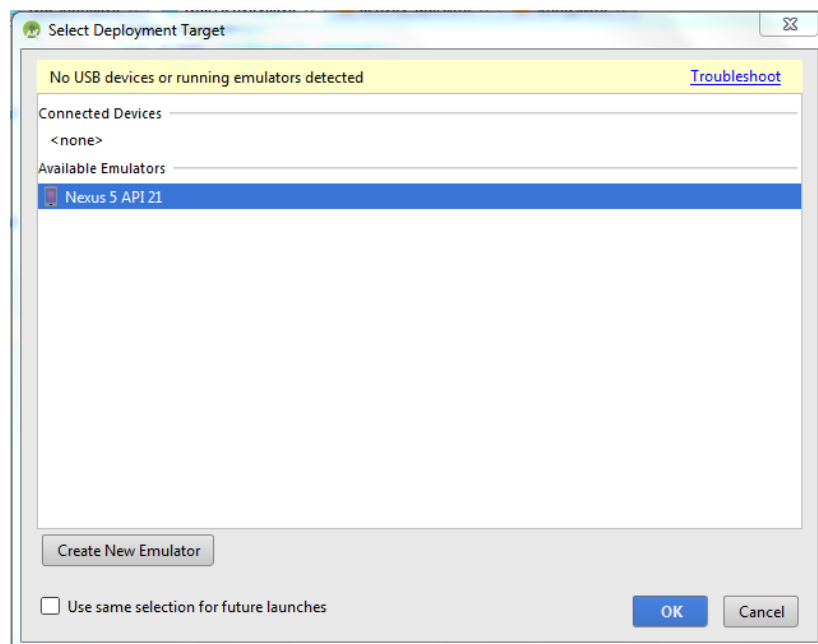 Select Deployment Target
No USB devices or running emulators detected Troubleshoot
Connected Devices
<none>
Available Emulators
Nexus 5 API 21
Create New Emulator
Use same selection for future launches
OK Cancel